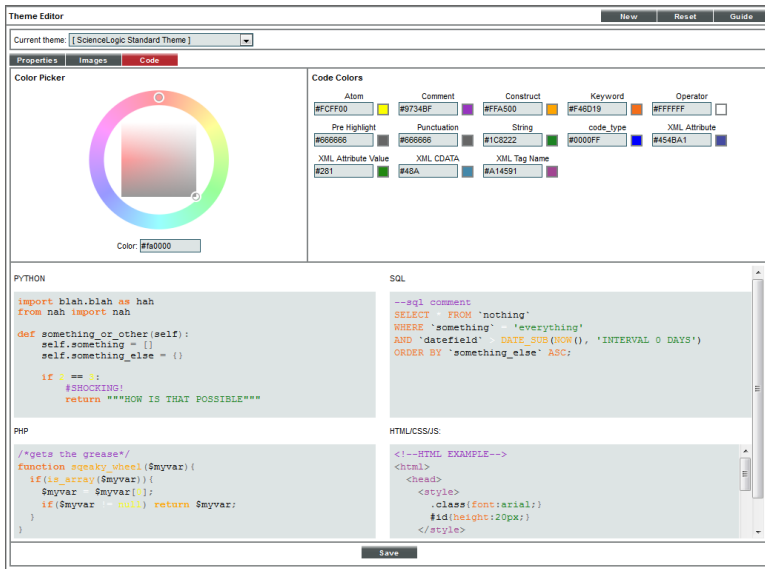 Theme Editor New Reset Guide
Current theme: [ ScienceLogic Standard Theme ]
Properties Images Code
Color Picker
Color: #fa0000
Code Colors
Atom Comment Construct Keyword Operator
#FCFF00 #9734BF #FFA500 #F46D19 #FFFFFF
Pre Highlight Punctuation String code_type XML Attribute
#666666 #666666 #1C8222 #0000FF #454BA1
XML Attribute Value XML CDATA XML Tag Name
#281 #48A #A14591
PYTHON
import blah.blah as hah
from nah import nah
def something_or_other(self):
self.something = []
self.something_else = {}
if == :
#SHOCKING!
return """HOW IS THAT POSSIBLE"""
SQL
--sql comment
SELECT * FROM `nothing`
WHERE `something` = 'everything'
AND `datefield` > DATE_SUB(NOW(), 'INTERVAL 0 DAYS')
ORDER BY `something_else` ASC;
PHP
/*gets the grease*/
function sqeaky_wheel($myvar){
if(is_array($myvar)){
$myvar = $myvar[ ];
if($myvar != null) return $myvar;
}
}
HTML/CSS/JS:
<!--HTML EXAMPLE-->
<html>
<head>
<style>
.class{font:arial;}
#id{height:20px;}
</style>
Save